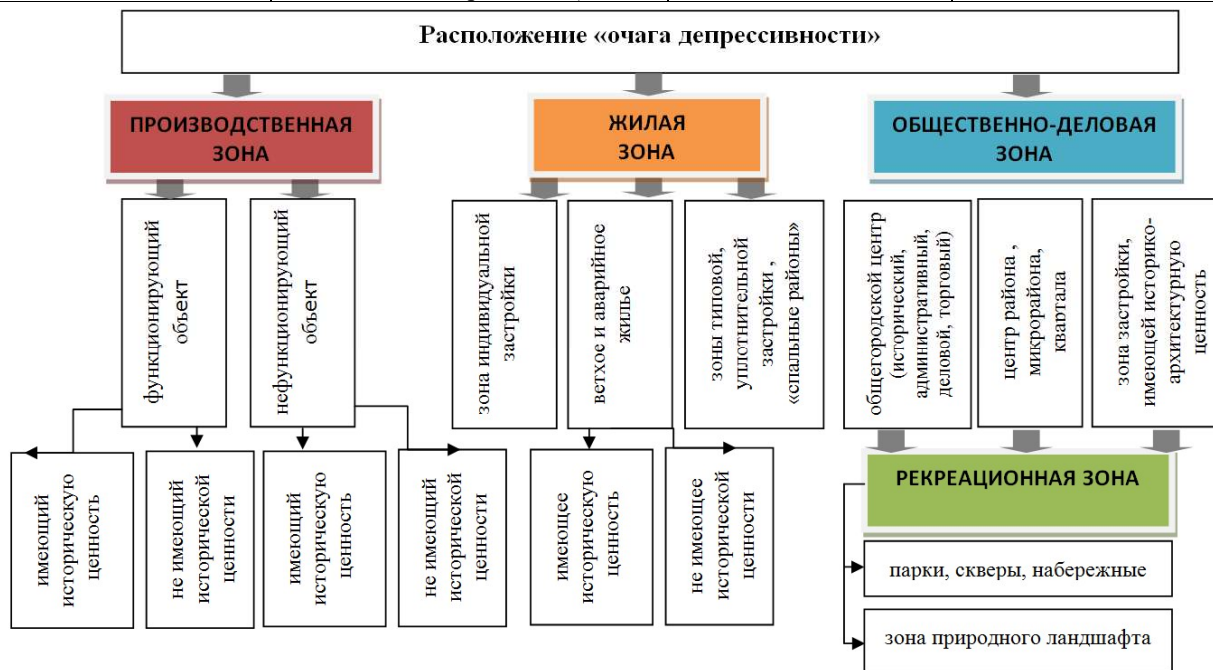 Расположение «очага депрессивности»
ПРОИЗВОДСТВЕННАЯ
ЗОНА
ЖИЛАЯ
ЗОНА
ОБЩЕСТВЕННО-ДЕЛОВАЯ
ЗОНА
функционирующий
объект
нефункционирующий
объект
зона индивидуальной
застройки
ветхое и аварийное
жилье
зоны типовой,
уплотнительной
застройки ,
«спальные районы»
общегородской центр
(исторический,
административный,
деловой, торговый)
центр района ,
микрорайона,
квартала
зона застройки,
имеющей историко-
архитектурную
ценность
имеющий
историческую
ценность
не имеющий
исторической
ценности
имеющий
историческую
ценность
не имеющий
исторической
ценности
имеющее
историческую
ценность
не имеющее
исторической
ценности
РЕКРЕАЦИОННАЯ ЗОНА
парки, скверы, набережные
зона природного ландшафта